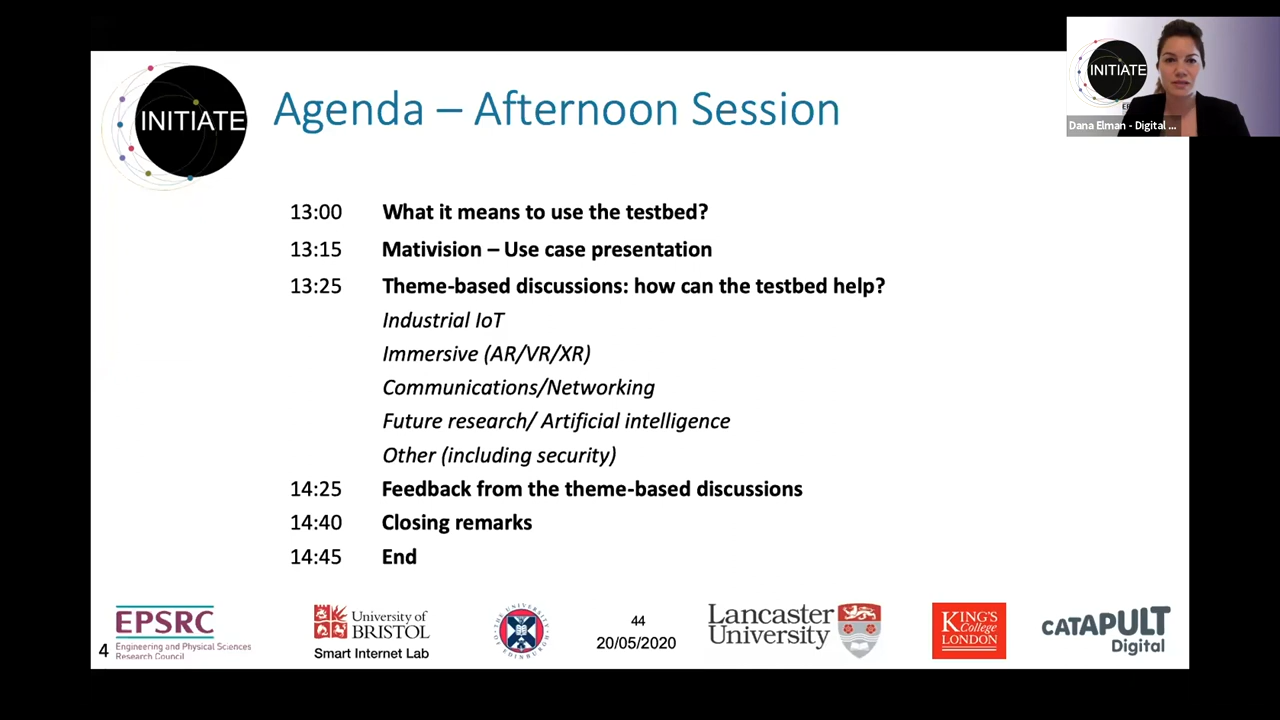 INITIATE
Agenda – Afternoon Session
INITIATE
Dana Elman - Digital ...
13:00 What it means to use the testbed?
13:15 Mativision – Use case presentation
13:25 Theme-based discussions: how can the testbed help?
Industrial IoT
Immersive (AR/VR/XR)
Communications/Networking
Future research/ Artificial intelligence
Other (including security)
14:25 Feedback from the theme-based discussions
14:40 Closing remarks
14:45 End
EPSRC
Engineering and Physical Sciences
Research Council
4
University of
BRISTOL
Smart Internet Lab
THE UNIVERSITY OF EDINBURGH
44
20/05/2020
Lancaster
University
KING'S
College
LONDON
CATAPULT
Digital